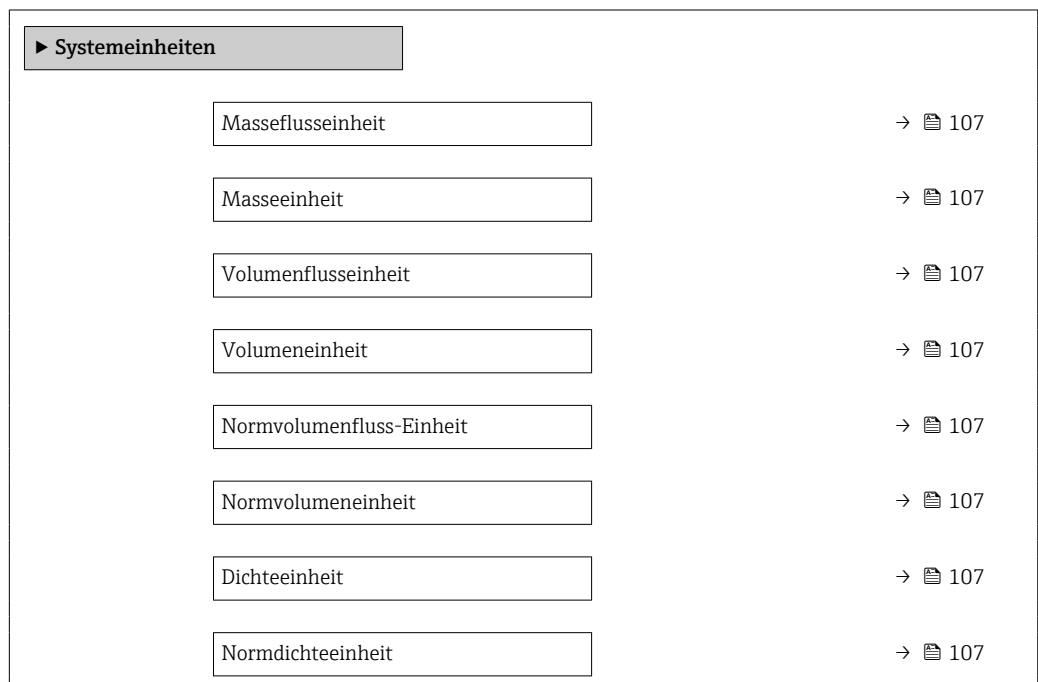 ▶ Systemeinheiten
Masseflusseinheit → 107
Masseeinheit → 107
Volumenflusseinheit → 107
Volumeneinheit → 107
Normvolumenfluss-Einheit → 107
Normvolumeneinheit → 107
Dichteeinheit → 107
Normdichteeinheit → 107